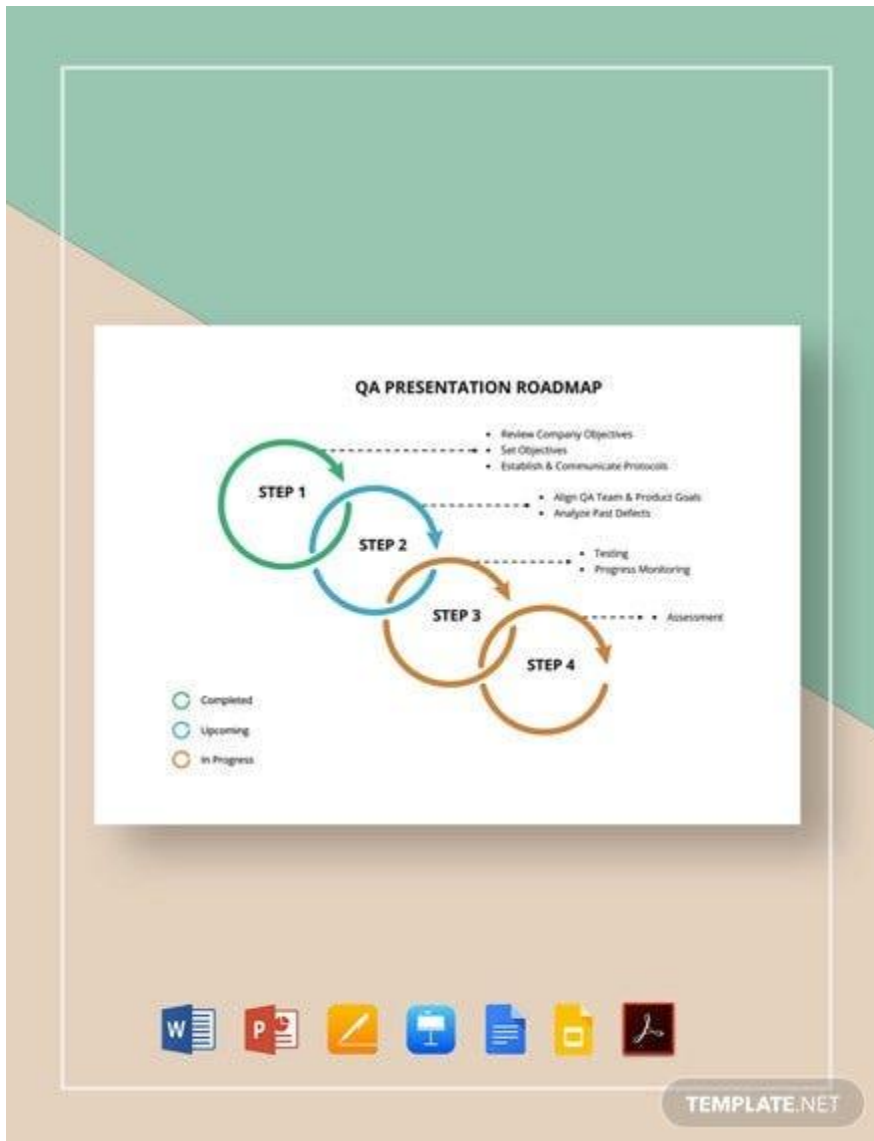 QA PRESENTATION ROADMAP
Review Company Objectives
Set Objectives
Establish & Communicate Protocols
STEP 1
Align QA Team & Product Goals
Analyze Past Defects
STEP 2
Testing
Progress Monitoring
STEP 3
Assessment
STEP 4
Completed
Upcoming
In Progress
W
P
TEMPLATE.NET